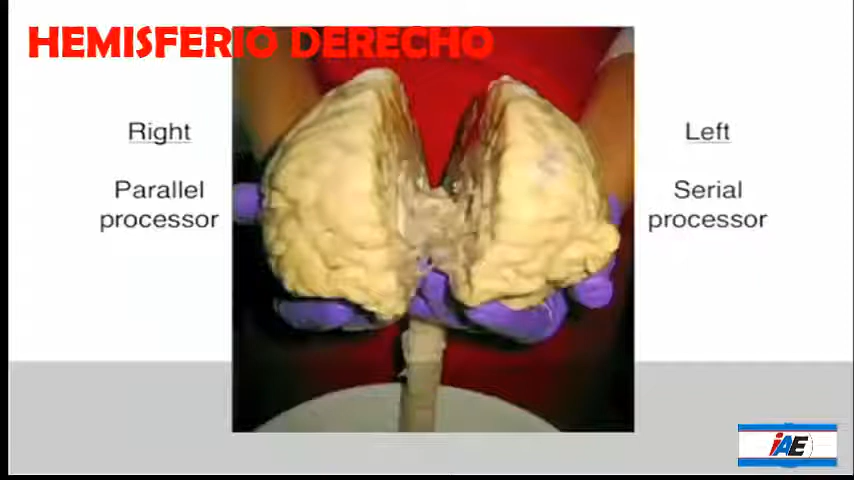 HEMISFERIO DERECHO
Right
Left
Parallel
processor
Serial
processor
iAE